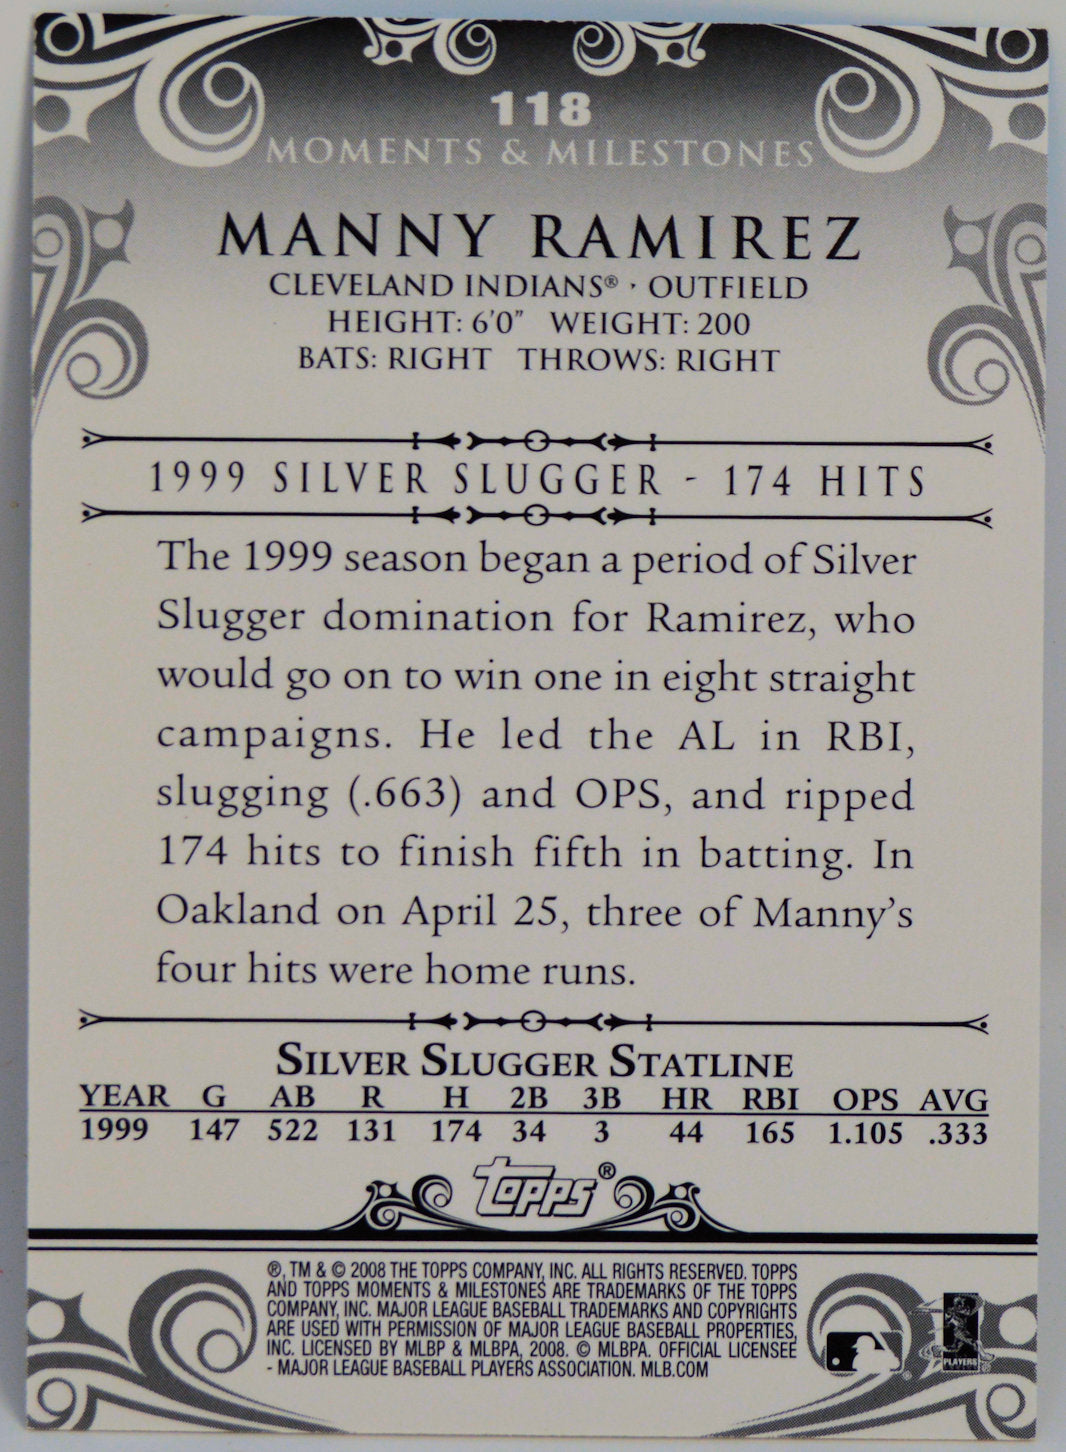 118
MOMENTS & MILESTONES
MANNY RAMIREZ
CLEVELAND INDIANS® · OUTFIELD
HEIGHT: 6'0" WEIGHT: 200
BATS: RIGHT THROWS: RIGHT
1999 SILVER SLUGGER - 174 HITS
The 1999 season began a period of Silver
Slugger domination for Ramirez, who
would go on to win one in eight straight
campaigns. He led the AL in RBI,
slugging (.663) and OPS, and ripped
174 hits to finish fifth in batting. In
Oakland on April 25, three of Manny's
four hits were home runs.
SILVER SLUGGER STATLINE
YEAR G AB R H 2B 3B HR RBI OPS AVG
1999 147 522 131 174 34 3 44 165 1.105 .333
Topps®
®, TM & © 2008 THE TOPPS COMPANY, INC. ALL RIGHTS RESERVED. TOPPS
AND TOPPS MOMENTS & MILESTONES ARE TRADEMARKS OF THE TOPPS
COMPANY, INC. MAJOR LEAGUE BASEBALL TRADEMARKS AND COPYRIGHTS
ARE USED WITH PERMISSION OF MAJOR LEAGUE BASEBALL PROPERTIES,
INC. LICENSED BY MLBP & MLBPA, 2008. © MLBPA. OFFICIAL LICENSEE
- MAJOR LEAGUE BASEBALL PLAYERS ASSOCIATION. MLB.COM
PLAYERS